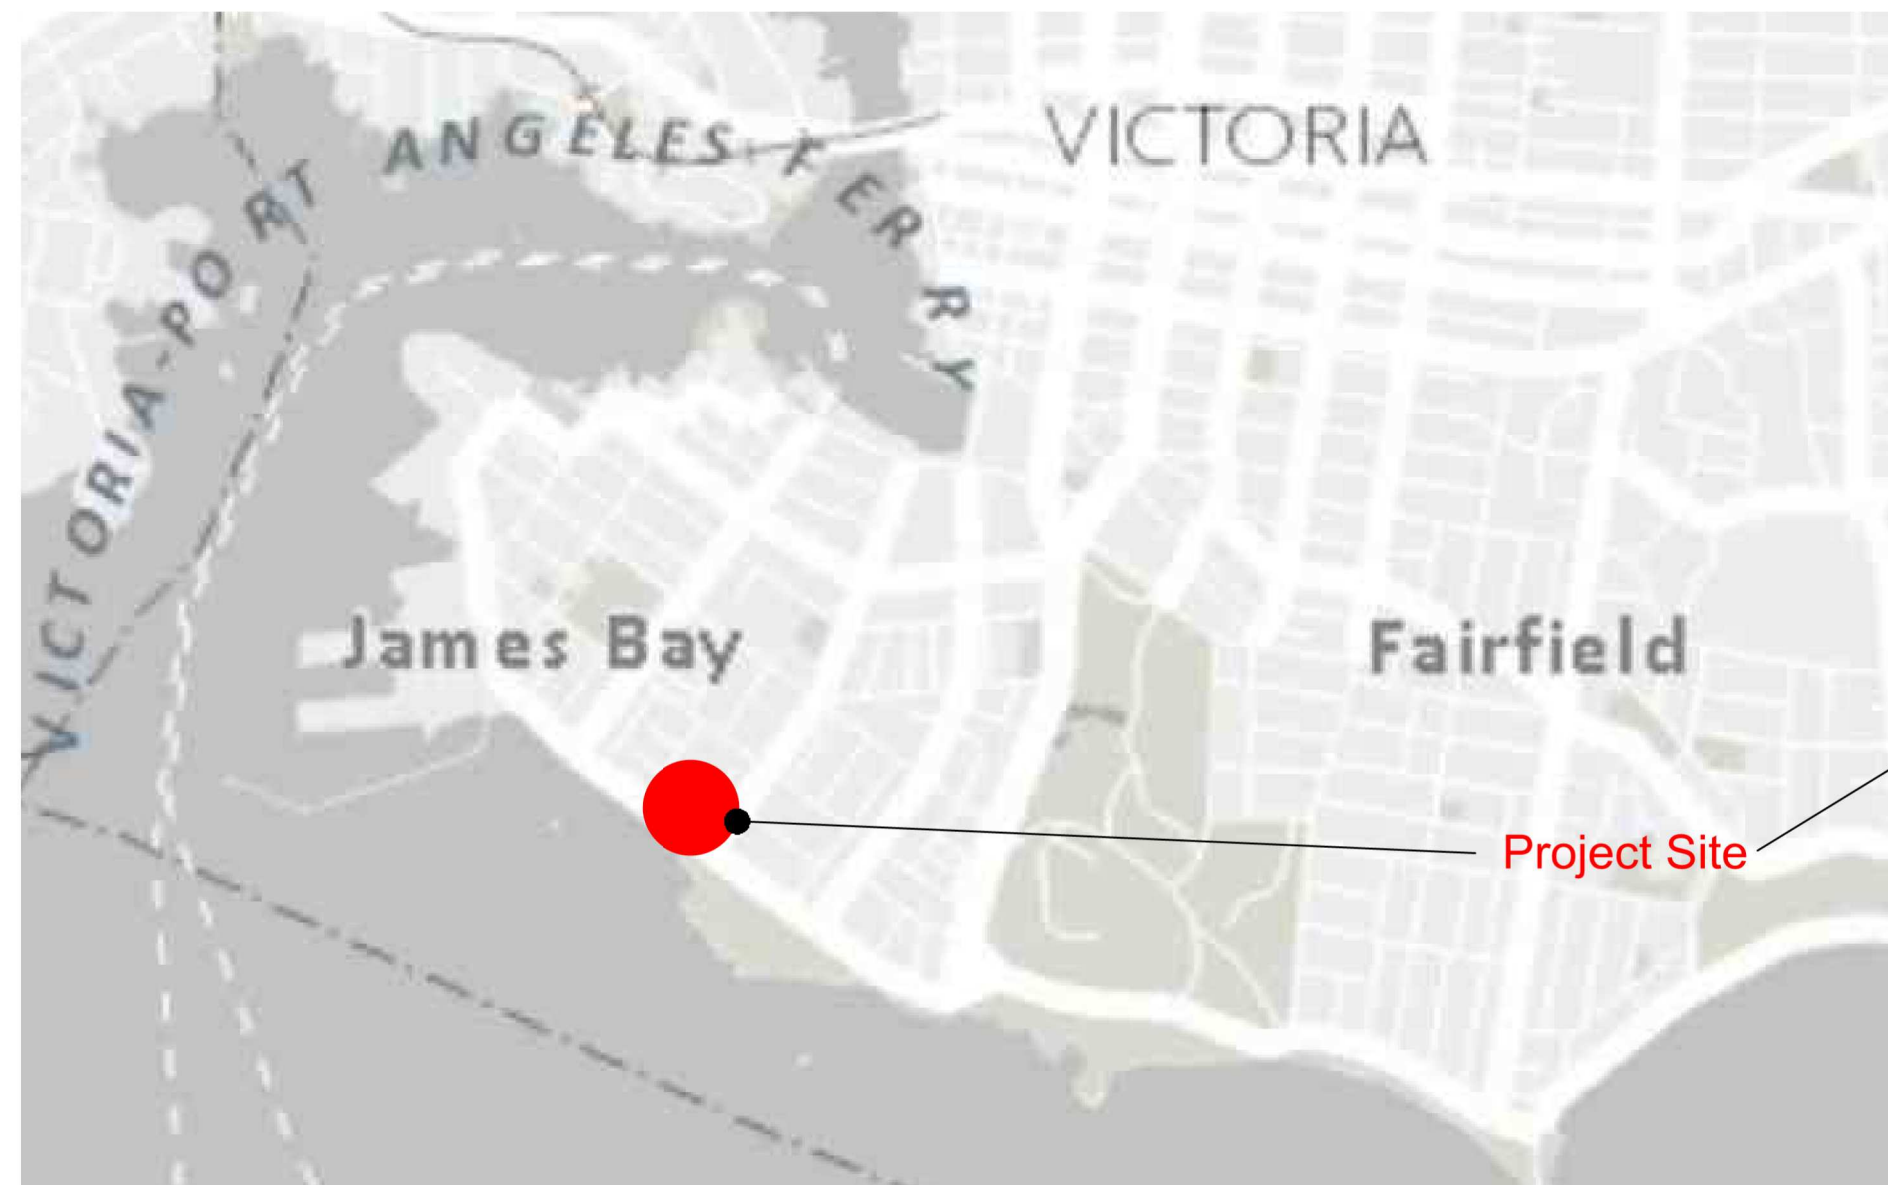 VICTORIA-PORT ANGELES FERRY
VICTORIA
James Bay
Fairfield
Project Site